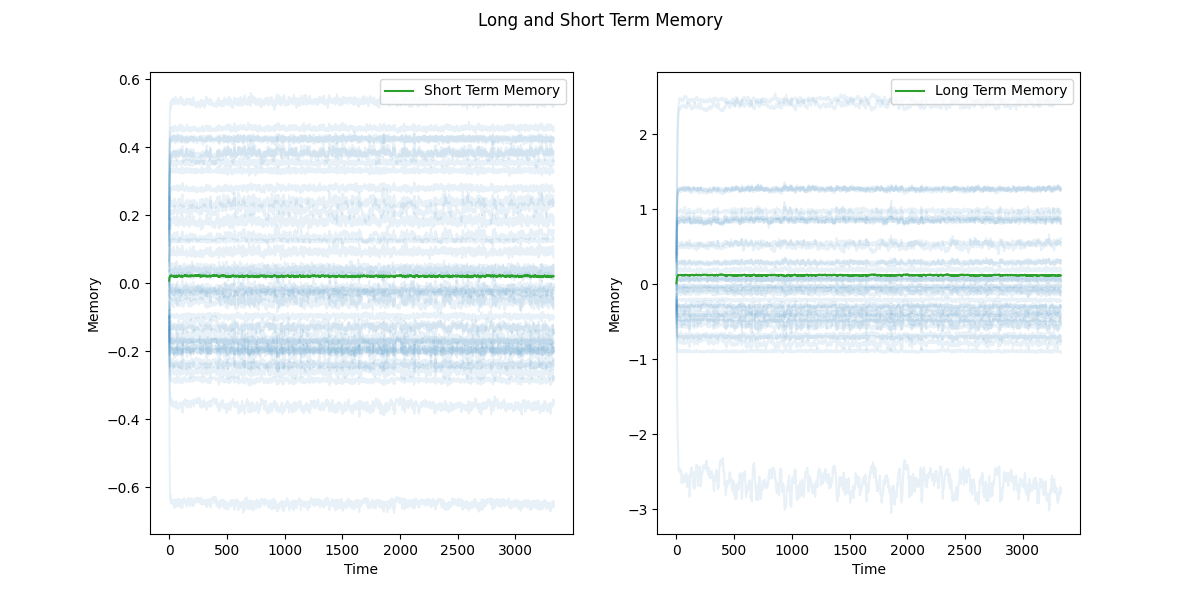 Long and Short Term Memory
Short Term Memory
0.6
0.4
0.2
0.0
−0.2
−0.4
−0.6
Memory
0 500 1000 1500 2000 2500 3000
Time
Long Term Memory
2
1
0
−1
−2
−3
Memory
0 500 1000 1500 2000 2500 3000
Time